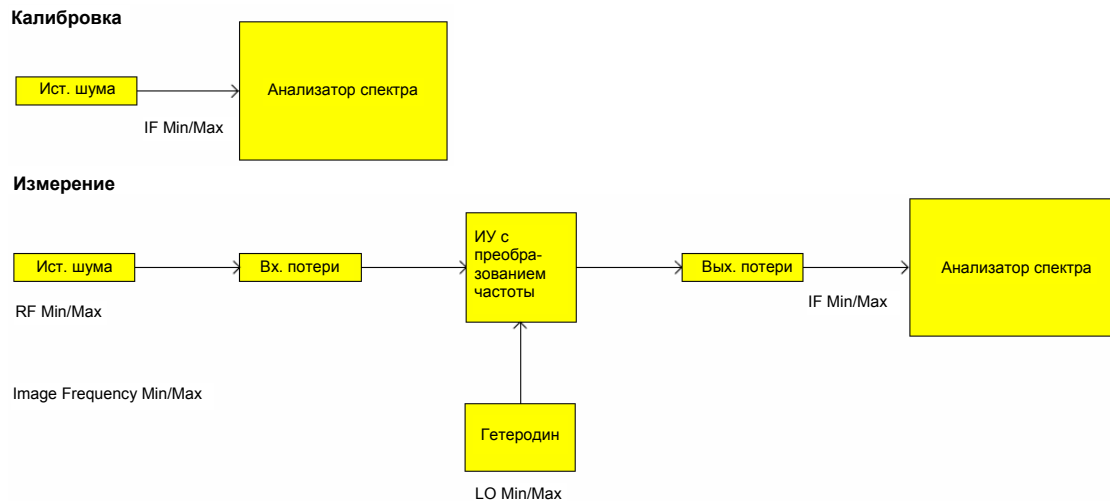 Калибровка
Ист. шума
Анализатор спектра
IF Min/Max
Измерение
Ист. шума
Вх. потери
ИУ с
преобра-
зованием
частоты
Вых. потери
Анализатор спектра
RF Min/Max
IF Min/Max
Image Frequency Min/Max
Гетеродин
LO Min/Max